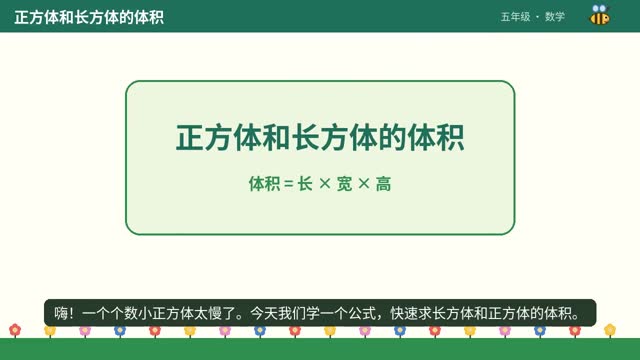 正方体和长方体的体积
五年级 · 数学
正方体和长方体的体积
体积 = 长 × 宽 × 高
嗨！一个个数小正方体太慢了。今天我们学一个公式，快速求长方体和正方体的体积。